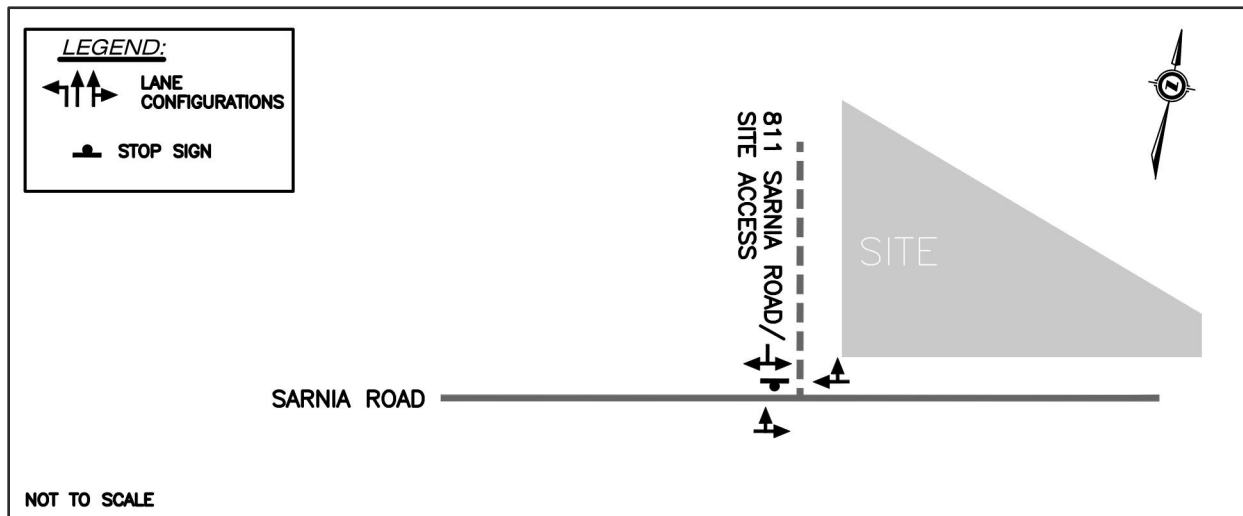 LEGEND:
LANE
CONFIGURATIONS
STOP SIGN
811 SARNIA ROAD/
SITE ACCESS
SITE
N
SARNIA ROAD
NOT TO SCALE